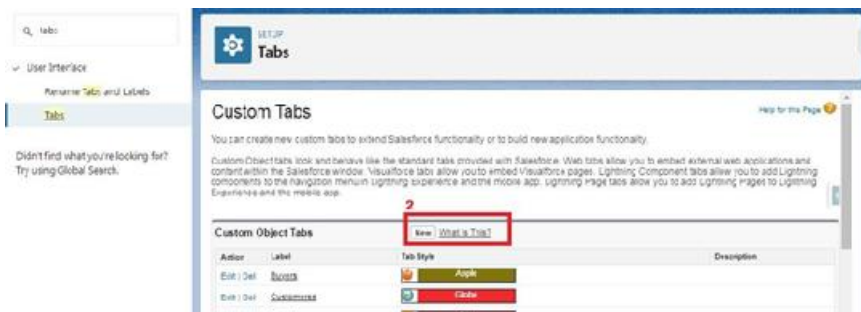 tabs
User Interface
Rename Tabs and Labels
Tabs
Didn't find what you're looking for?
Try using Global Search.
SETUP
Tabs
Custom Tabs
Help for this Page
You can create new custom tabs to extend Salesforce functionality or to build new application functionality.
Custom Object tabs look and behave like the standard tabs provided with Salesforce. Web tabs allow you to embed external web applications and
content within the Salesforce window. Visualforce tabs allow you to embed Visualforce pages. Lightning Component tabs allow you to add Lightning
components to the navigation menu in Lightning Experience and the mobile app. Lightning Page tabs allow you to add Lightning Pages to Lightning
Experience and the mobile app.
2
Custom Object Tabs
New What Is This?
Action Label Tab Style Description
Edit | Del Buyers Apple
Edit | Del Customers Globe